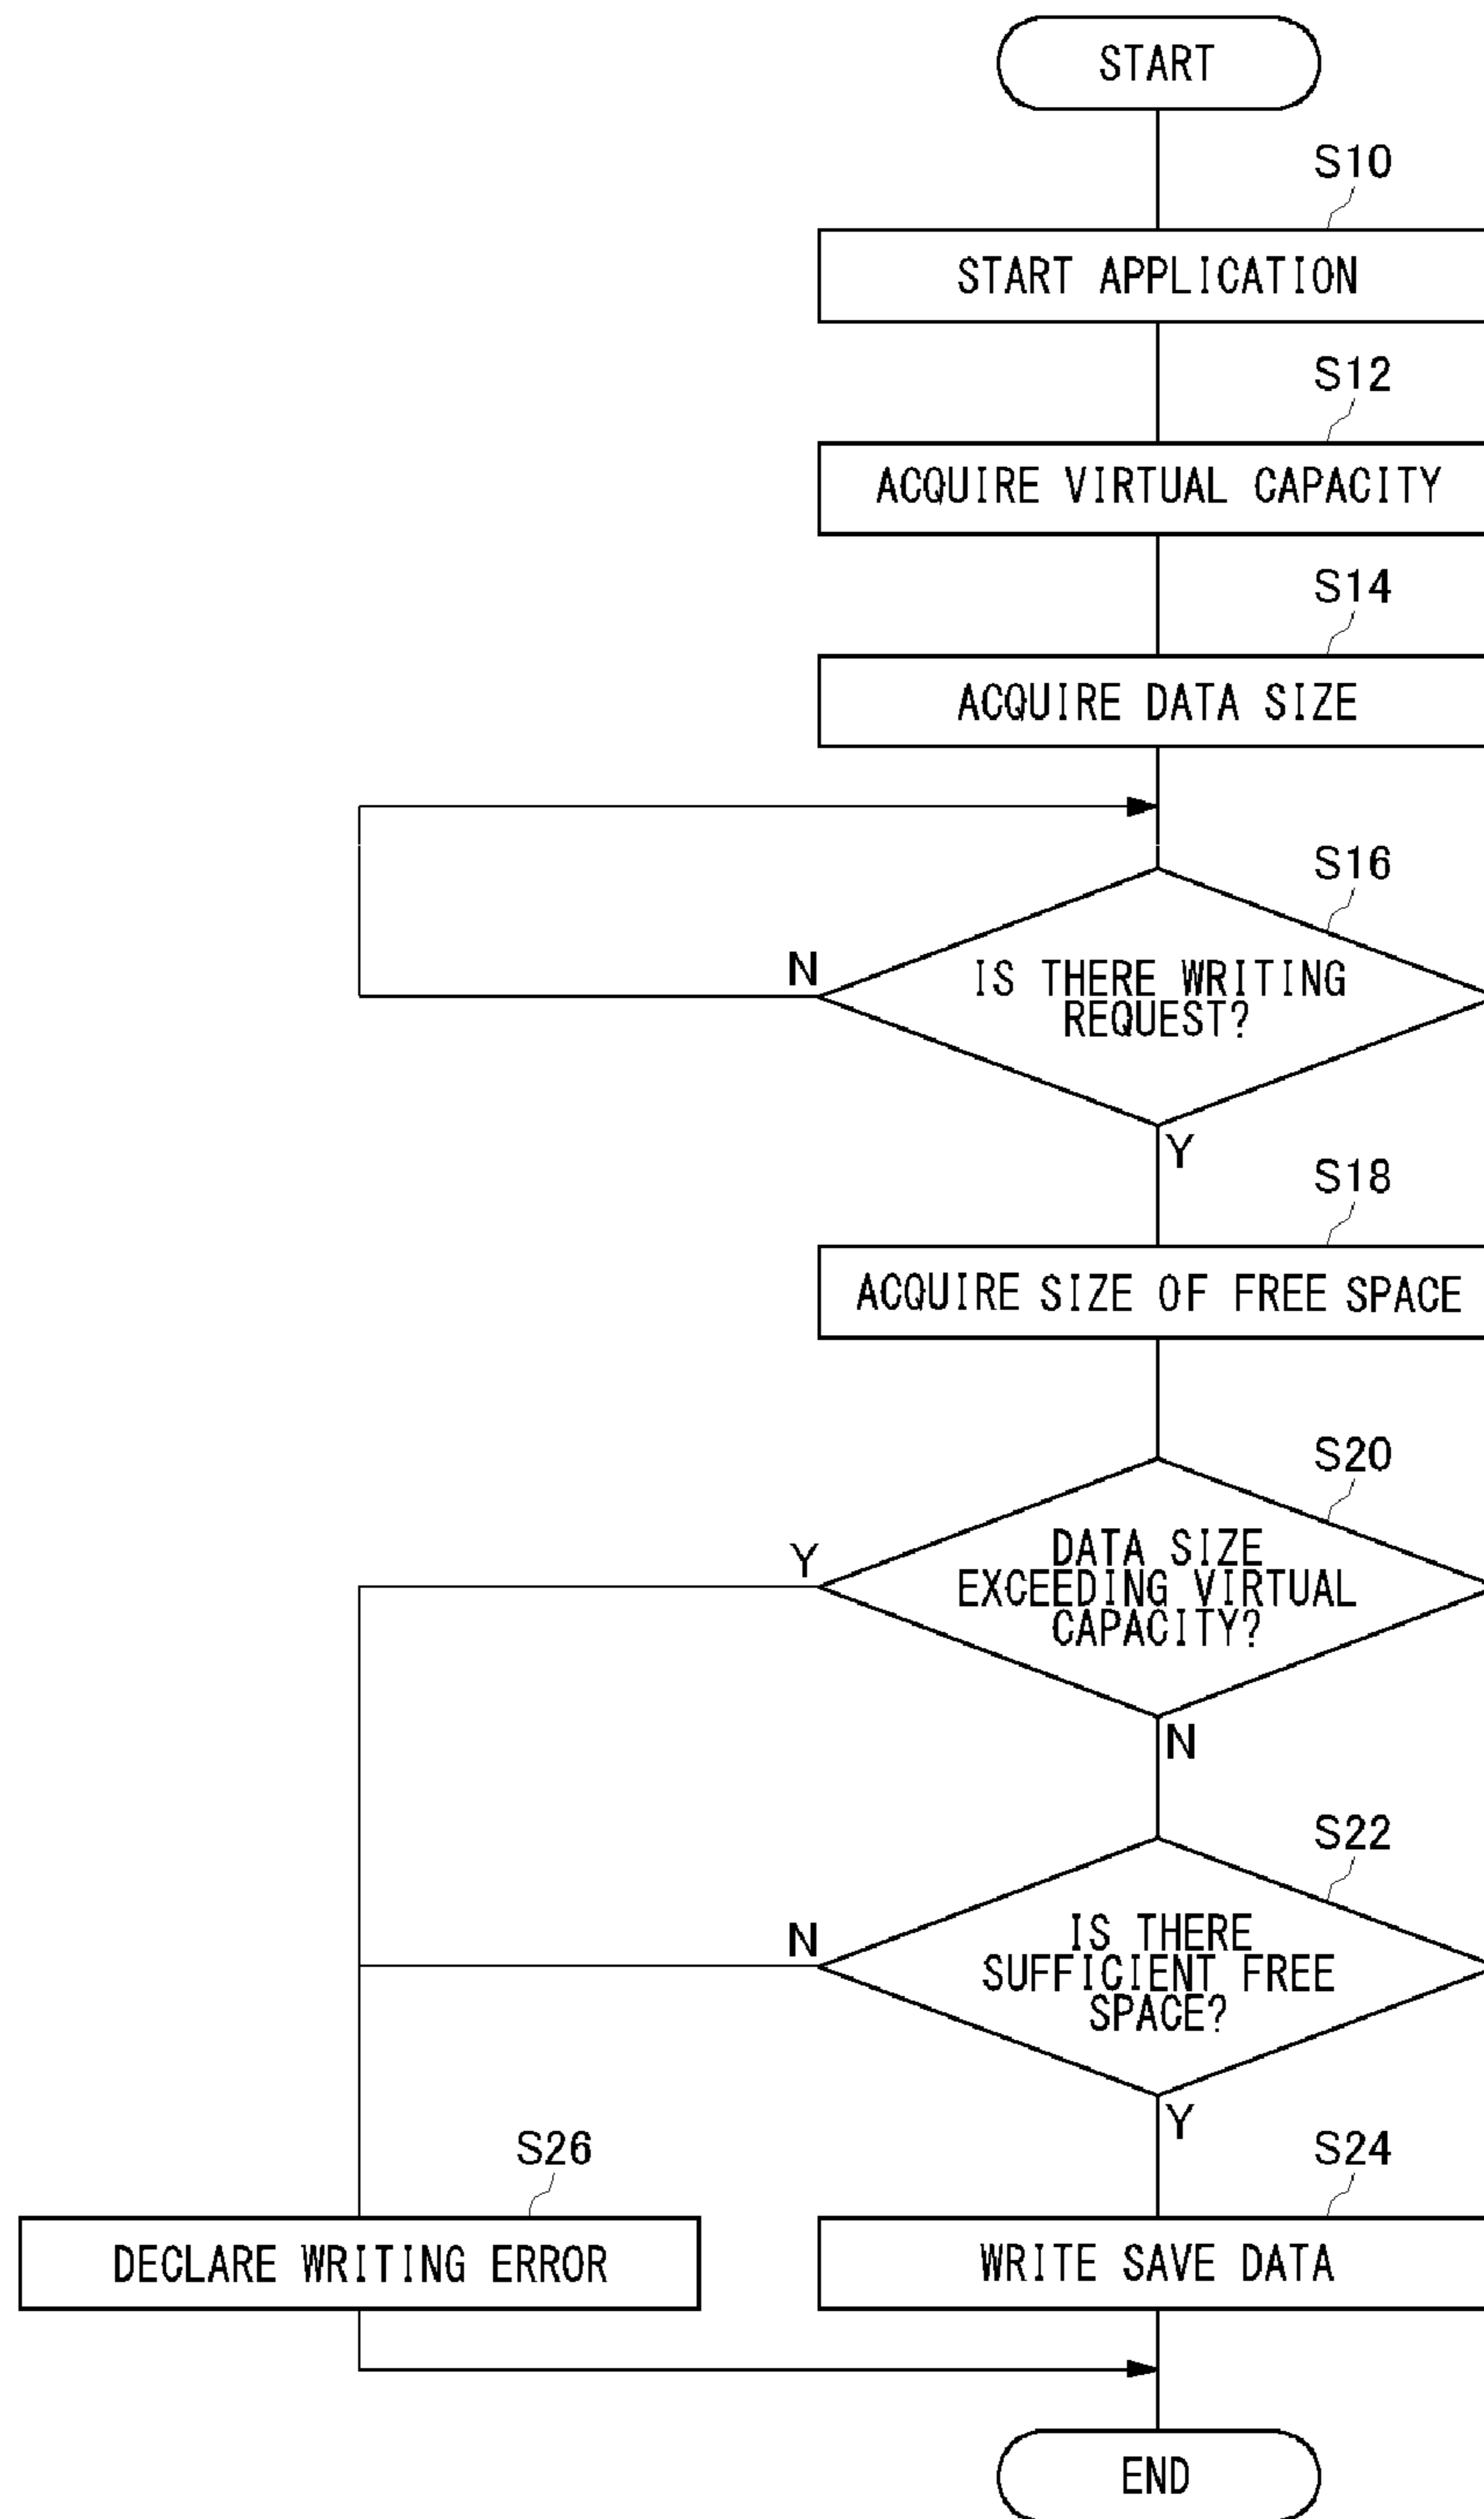 START
S10
START APPLICATION
S12
ACQUIRE VIRTUAL CAPACITY
S14
ACQUIRE DATA SIZE
S16
N
IS THERE WRITING
REQUEST?
Y
S18
ACQUIRE SIZE OF FREE SPACE
S20
Y
DATA SIZE
EXCEEDING VIRTUAL
CAPACITY?
N
S22
N
IS THERE
SUFFICIENT FREE
SPACE?
Y
S26
S24
DECLARE WRITING ERROR
WRITE SAVE DATA
END